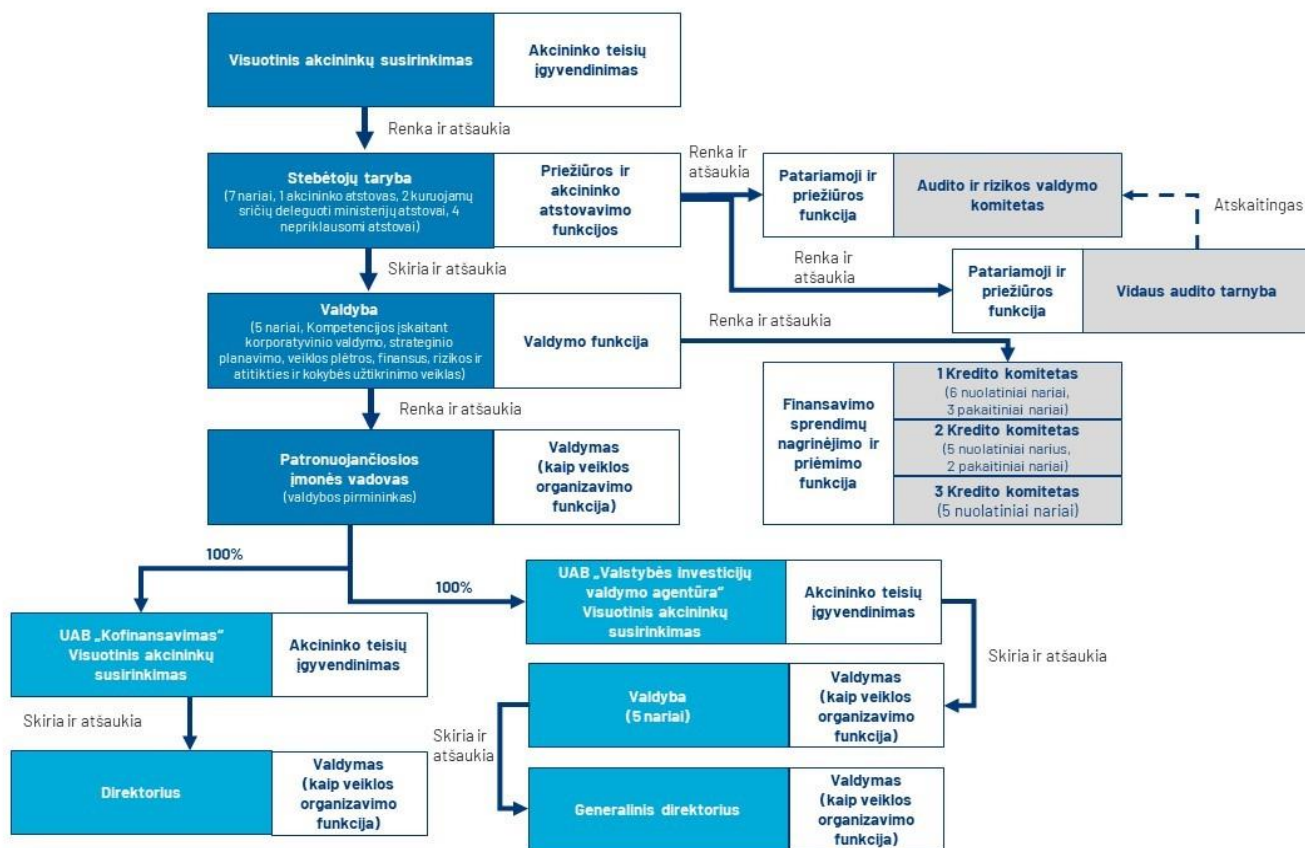 Visuotinis akcininkų susirinkimas
Akcininko teisių
įgyvendinimas
Renka ir atšaukia
Stebėtojų taryba
(7 nariai, 1 akcininko atstovas, 2 kuruojamų
sričių deleguoti ministerijų atstovai, 4
nepriklausomi atstovai)
Priežiūros ir
akcininko
atstovavimo
funkcijos
Renka ir
atšaukia
Patariamoji ir
priežiūros
funkcija
Audito ir rizikos valdymo
komitetas
Atskaitingas
Skiria ir atšaukia
Renka ir
atšaukia
Patariamoji ir
priežiūros
funkcija
Vidaus audito tarnyba
Valdyba
(5 nariai, Kompetencijos įskaitant
korporatyvinio valdymo, strateginio
planavimo, veiklos plėtros, finansus, rizikos ir
atitikties ir kokybės užtikrinimo veiklas)
Valdymo funkcija
Renka ir atšaukia
Renka ir atšaukia
Finansavimo
sprendimų
nagrinėjimo ir
priėmimo
funkcija
1 Kredito komitetas
(6 nuolatiniai nariai,
3 pakaitiniai nariai)
2 Kredito komitetas
(5 nuolatiniai narius,
2 pakaitiniai nariai)
3 Kredito komitetas
(5 nuolatiniai nariai)
Patronuojančiosios
įmonės vadovas
(valdybos pirmininkas)
Valdymas
(kaip veiklos
organizavimo
funkcija)
100%
100%
UAB „Kofinansavimas“
Visuotinis akcininkų
susirinkimas
Akcininko teisių
įgyvendinimas
Skiria ir atšaukia
Direktorius
Valdymas
(kaip veiklos
organizavimo
funkcija)
UAB „Valstybės investicijų
valdymo agentūra“
Visuotinis akcininkų
susirinkimas
Akcininko teisių
įgyvendinimas
Skiria ir atšaukia
Valdyba
(5 nariai)
Valdymas
(kaip veiklos
organizavimo
funkcija)
Skiria ir
atšaukia
Generalinis direktorius
Valdymas
(kaip veiklos
organizavimo
funkcija)